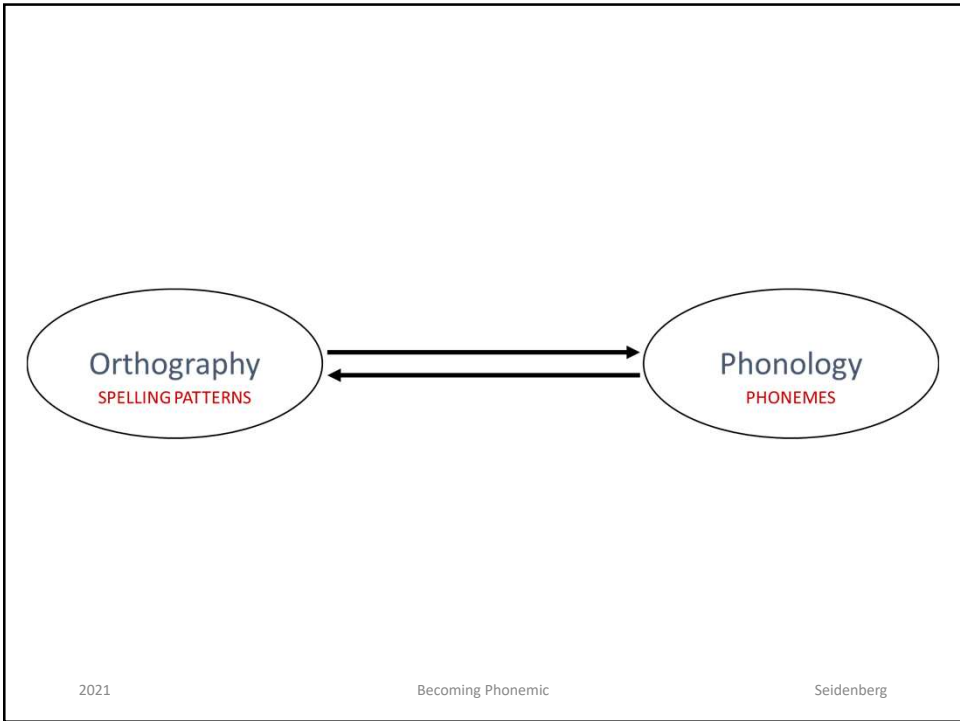 Orthography
SPELLING PATTERNS
Phonology
PHONEMES
2021 Becoming Phonemic Seidenberg